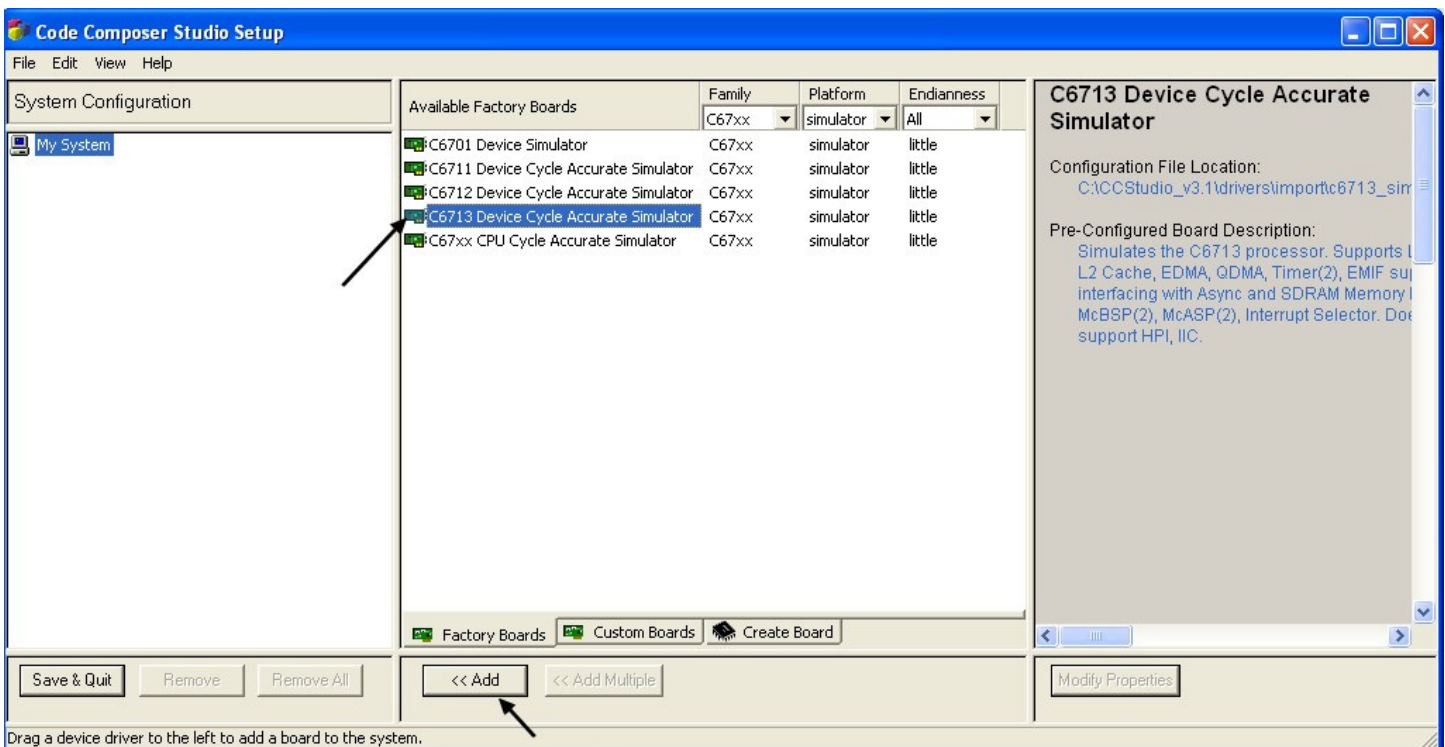 Code Composer Studio Setup
File Edit View Help
System Configuration
My System
Available Factory Boards Family Platform Endianness
C67xx simulator All
C6701 Device Simulator C67xx simulator little
C6711 Device Cycle Accurate Simulator C67xx simulator little
C6712 Device Cycle Accurate Simulator C67xx simulator little
C6713 Device Cycle Accurate Simulator C67xx simulator little
C67xx CPU Cycle Accurate Simulator C67xx simulator little
Factory Boards Custom Boards Create Board
C6713 Device Cycle Accurate
Simulator
Configuration File Location:
C:\CCStudio_v3.1\drivers\import\c6713_sim
Pre-Configured Board Description:
Simulates the C6713 processor. Supports
L2 Cache, EDMA, QDMA, Timer(2), EMIF
interfacing with Async and SDRAM Memory
McBSP(2), McASP(2), Interrupt Selector.
support HPI, IIC.
Save & Quit Remove Remove All << Add << Add Multiple Modify Properties
Drag a device driver to the left to add a board to the system.